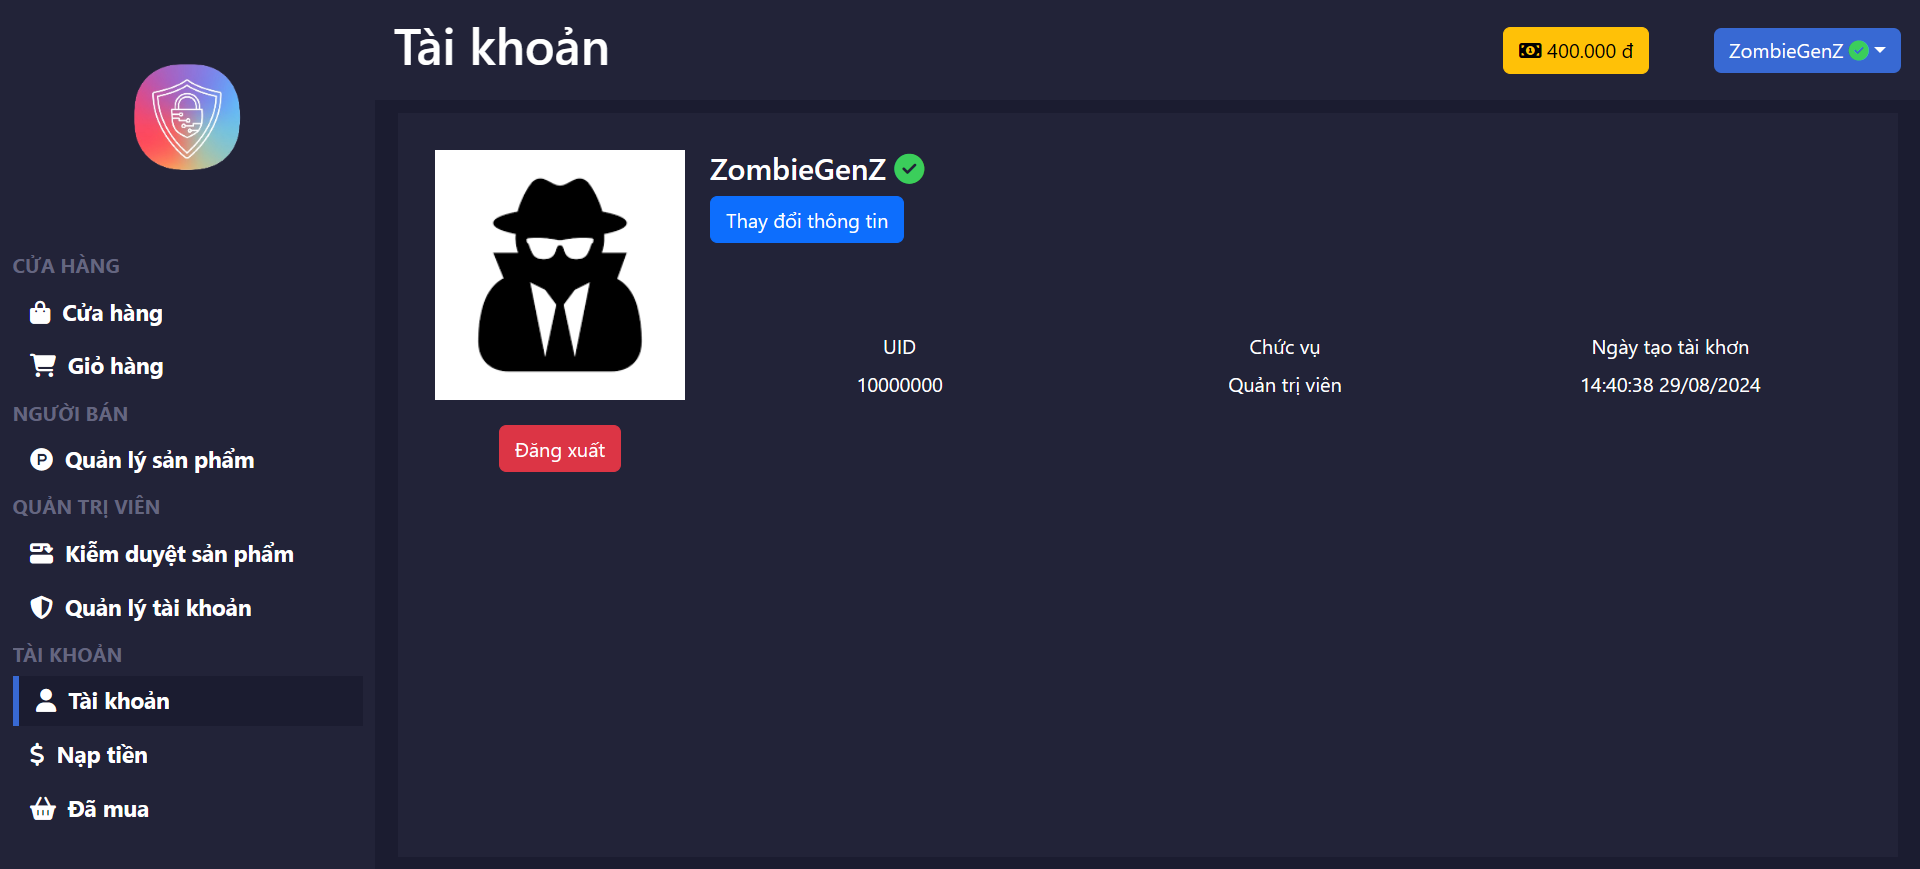 Tài khoản
400.000 đ
ZombieGenZ
CỬA HÀNG
Cửa hàng
Giỏ hàng
NGƯỜI BÁN
P
Quản lý sản phẩm
QUẢN TRỊ VIÊN
Kiễm duyệt sản phẩm
Quản lý tài khoản
TÀI KHOẢN
Tài khoản
$ Nạp tiền
Đã mua
ZombieGenZ
Thay đổi thông tin
UID
10000000
Chức vụ
Quản trị viên
Ngày tạo tài khơn
14:40:38 29/08/2024
Đăng xuất